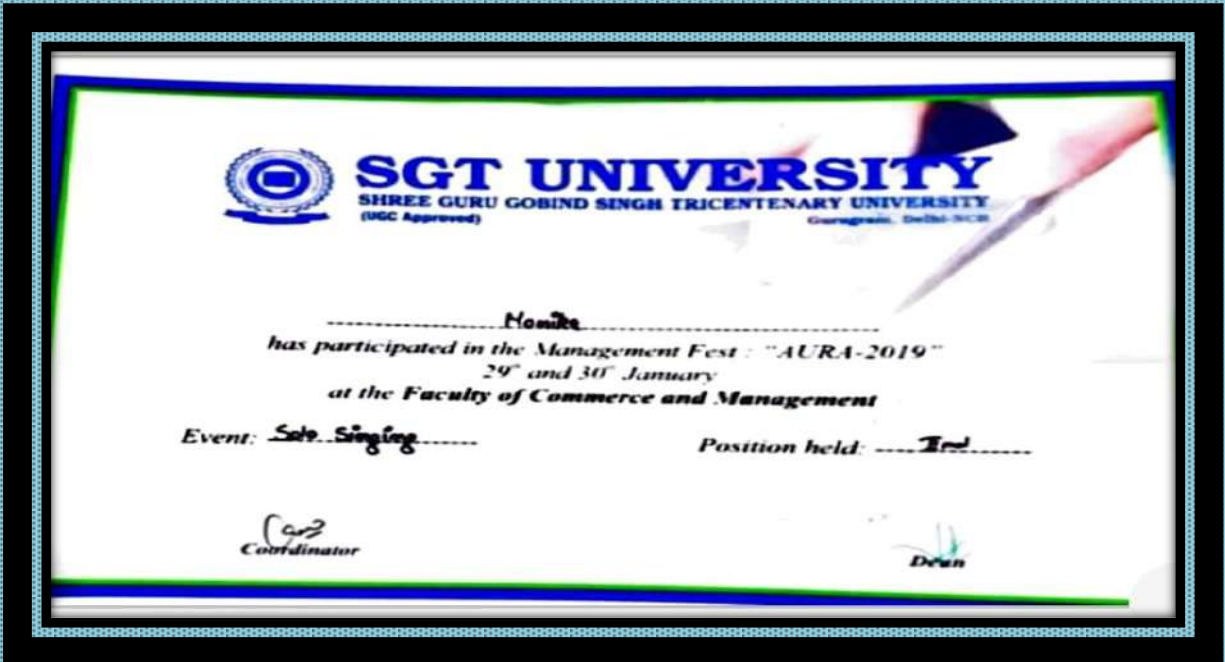 SGT UNIVERSITY
SHREE GURU GOBIND SINGH TRICENTENARY UNIVERSITY
(UGC Approved) Gurugram, Delhi-NCR
has participated in the Management Fest : "AURA-2019"
29 and 30 January
at the Faculty of Commerce and Management
Event: Solo Singing Position held: IInd
Coordinator Dean